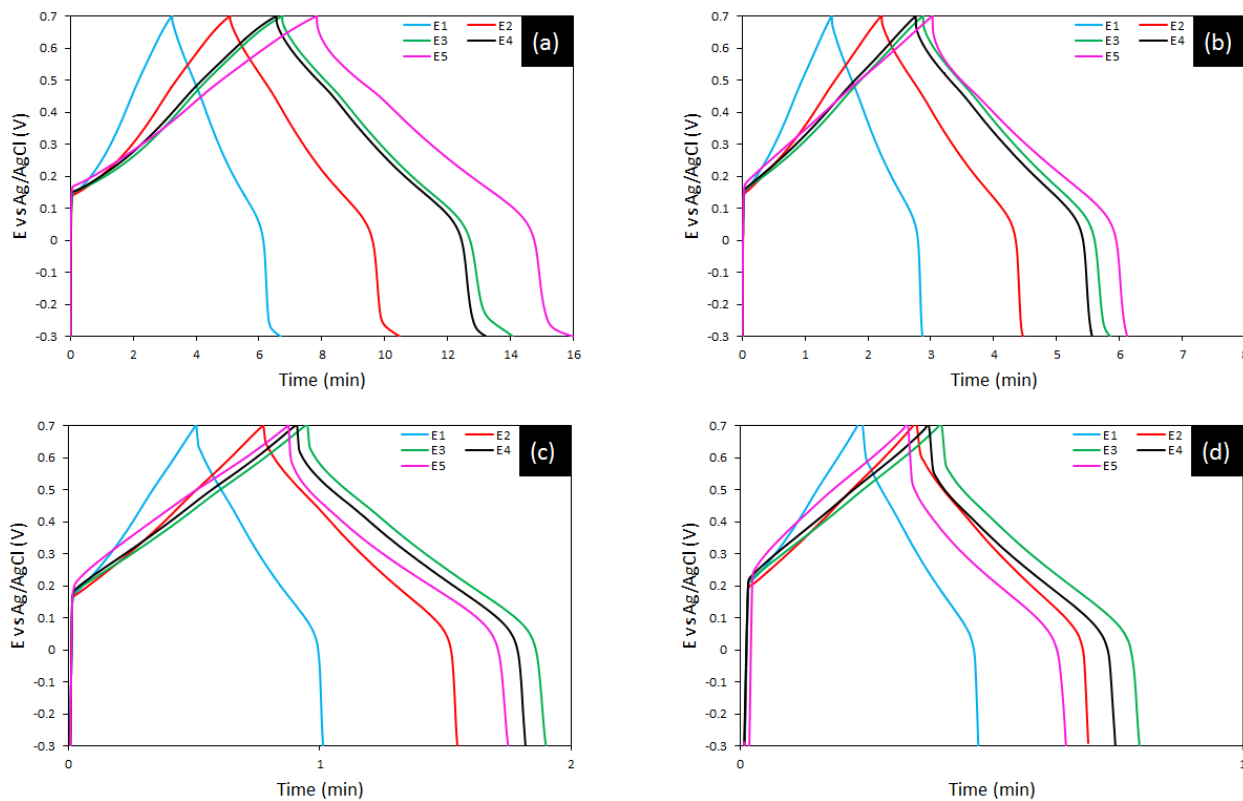 E1 E2
E3 E4
E5
(a)
0.7
0.6
0.5
0.4
0.3
0.2
0.1
0
-0.1
-0.2
-0.3
E vs Ag/AgCl (V)
0 2 4 6 8 10 12 14 16
Time (min)
E1 E2
E3 E4
E5
(b)
0.7
0.6
0.5
0.4
0.3
0.2
0.1
0
-0.1
-0.2
-0.3
E vs Ag/AgCl (V)
0 1 2 3 4 5 6 7 8
Time (min)
E1 E2
E3 E4
E5
(c)
0.7
0.6
0.5
0.4
0.3
0.2
0.1
0
-0.1
-0.2
-0.3
E vs Ag/AgCl (V)
0 1 2
Time (min)
E1 E2
E3 E4
E5
(d)
0.7
0.6
0.5
0.4
0.3
0.2
0.1
0
-0.1
-0.2
-0.3
E vs Ag/AgCl (V)
0 1
Time (min)